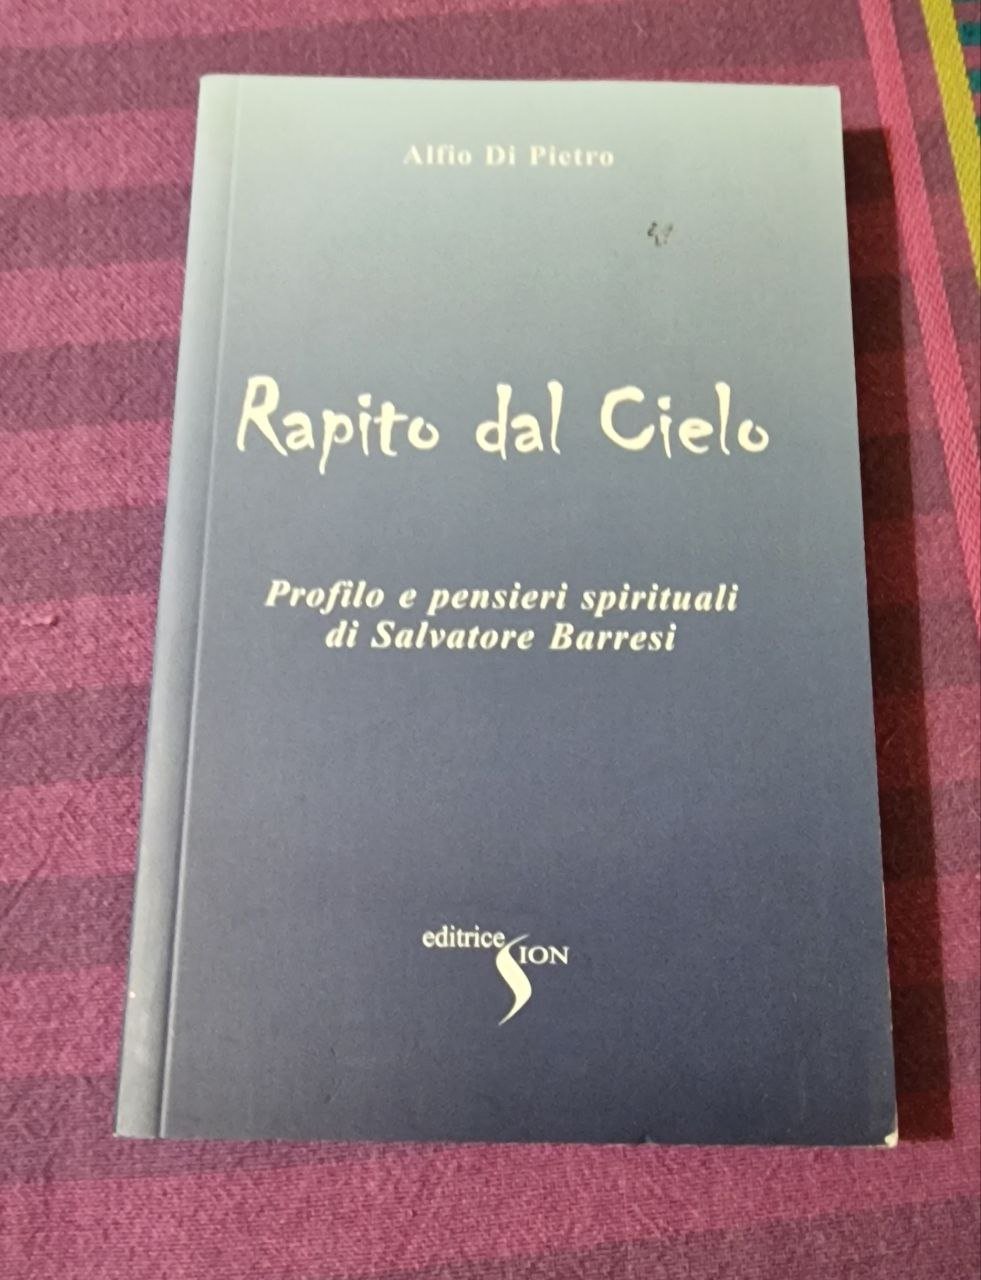 Alfio Di Pietro
Rapito dal Cielo
Profilo e pensieri spirituali
di Salvatore Barresi
editrice SION